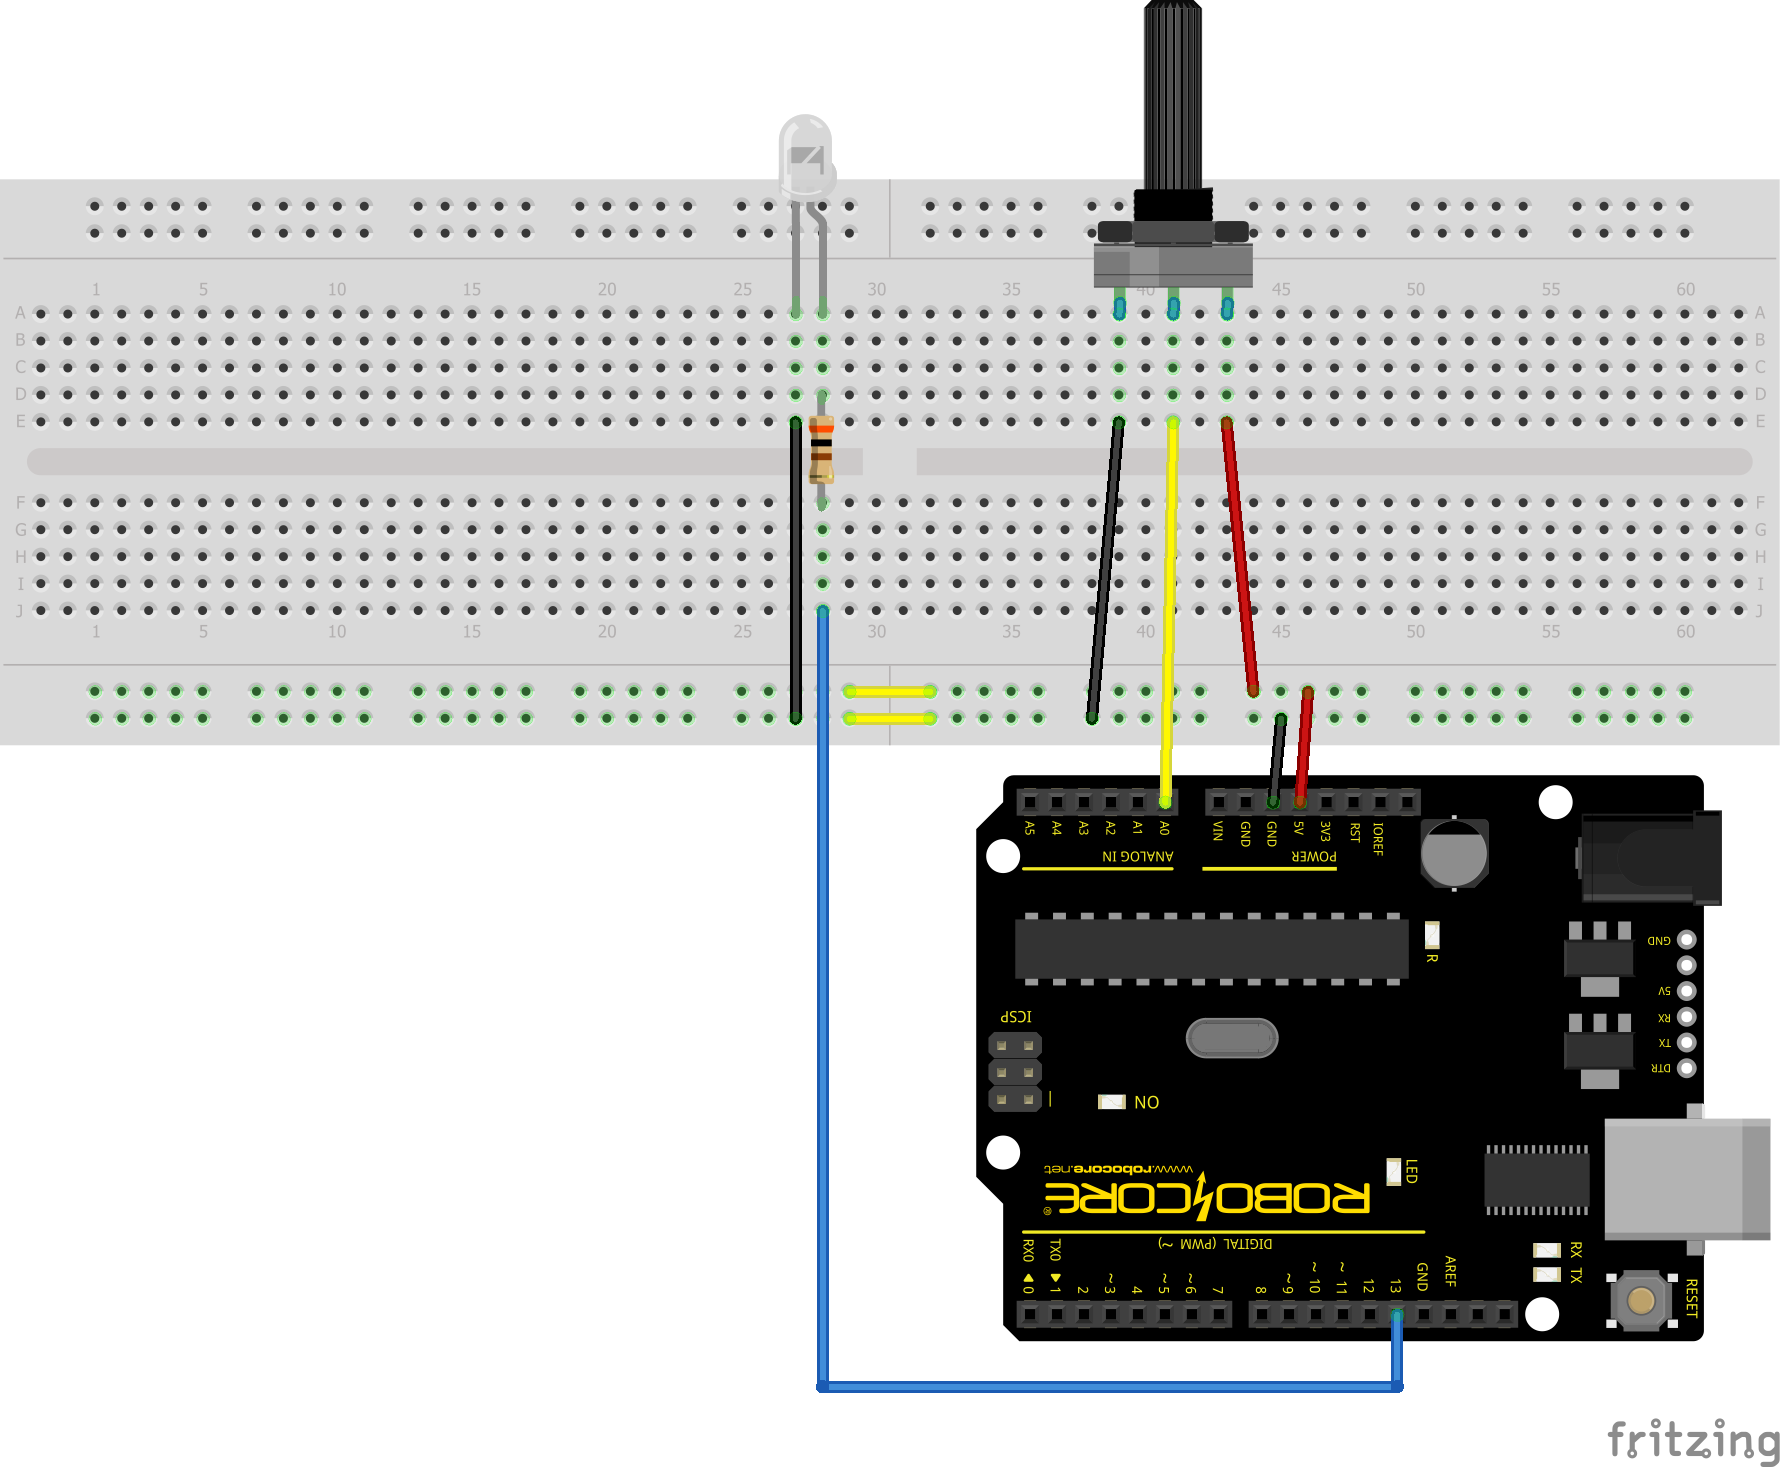 1 5 10 15 20 25 30 35 40 45 50 55 60
A A
B B
C C
D D
E E
F F
G G
H H
I I
J J
1 5 10 15 20 25 30 35 40 45 50 55 60
A5 A4 A3 A2 A1 A0 VIN GND GND 5V 3V3 RST IOREF
ANALOG IN POWER
GND
R
5V
RX
ICSP
TX
DTR
ON
LED
www.robocore.net
ROBOCORE®
DIGITAL (PWM ~)
RX0 TX0 RX
TX
0 1 2 ~3 4 ~5 ~6 7 8 ~9 ~10 ~11 12 13 GND AREF
RESET
fritzing